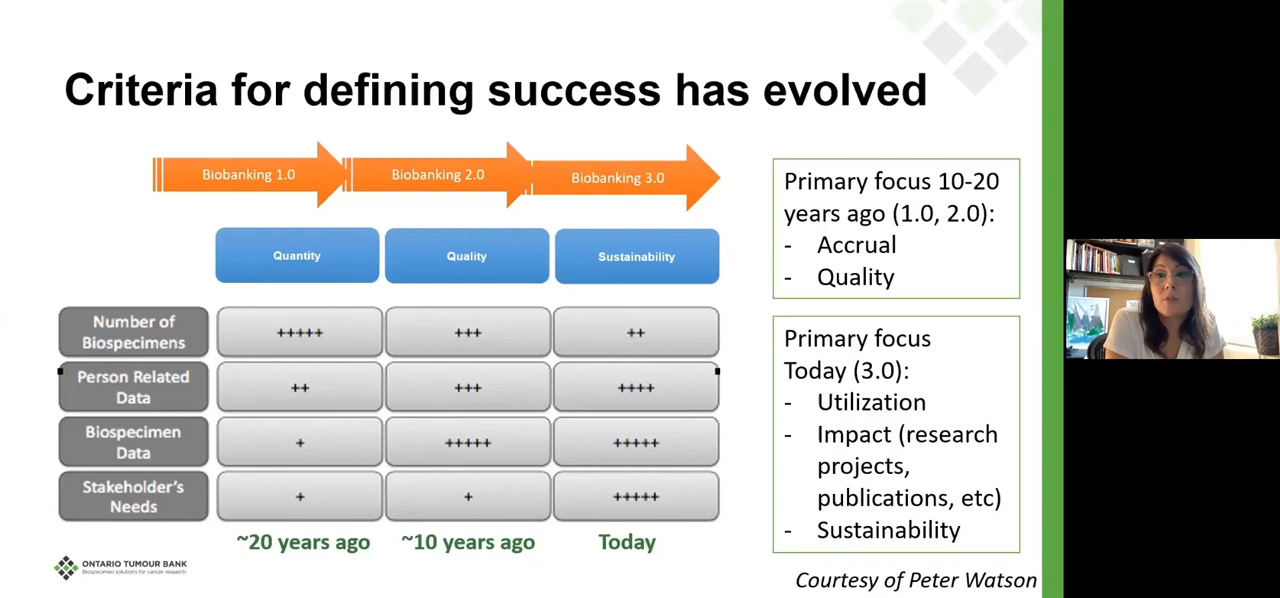 Criteria for defining success has evolved
Biobanking 1.0
Biobanking 2.0
Biobanking 3.0
Quantity
Quality
Sustainability
Number of
Biospecimens
+++++
+++
++
Person Related
Data
++
+++
++++
Biospecimen
Data
+
+++++
+++++
Stakeholder's
Needs
+
+
+++++
~20 years ago
~10 years ago
Today
Primary focus 10-20
years ago (1.0, 2.0):
- Accrual
- Quality
Primary focus
Today (3.0):
- Utilization
- Impact (research
projects,
publications, etc)
- Sustainability
ONTARIO TUMOUR BANK
Biospecimen solutions for cancer research
Courtesy of Peter Watson